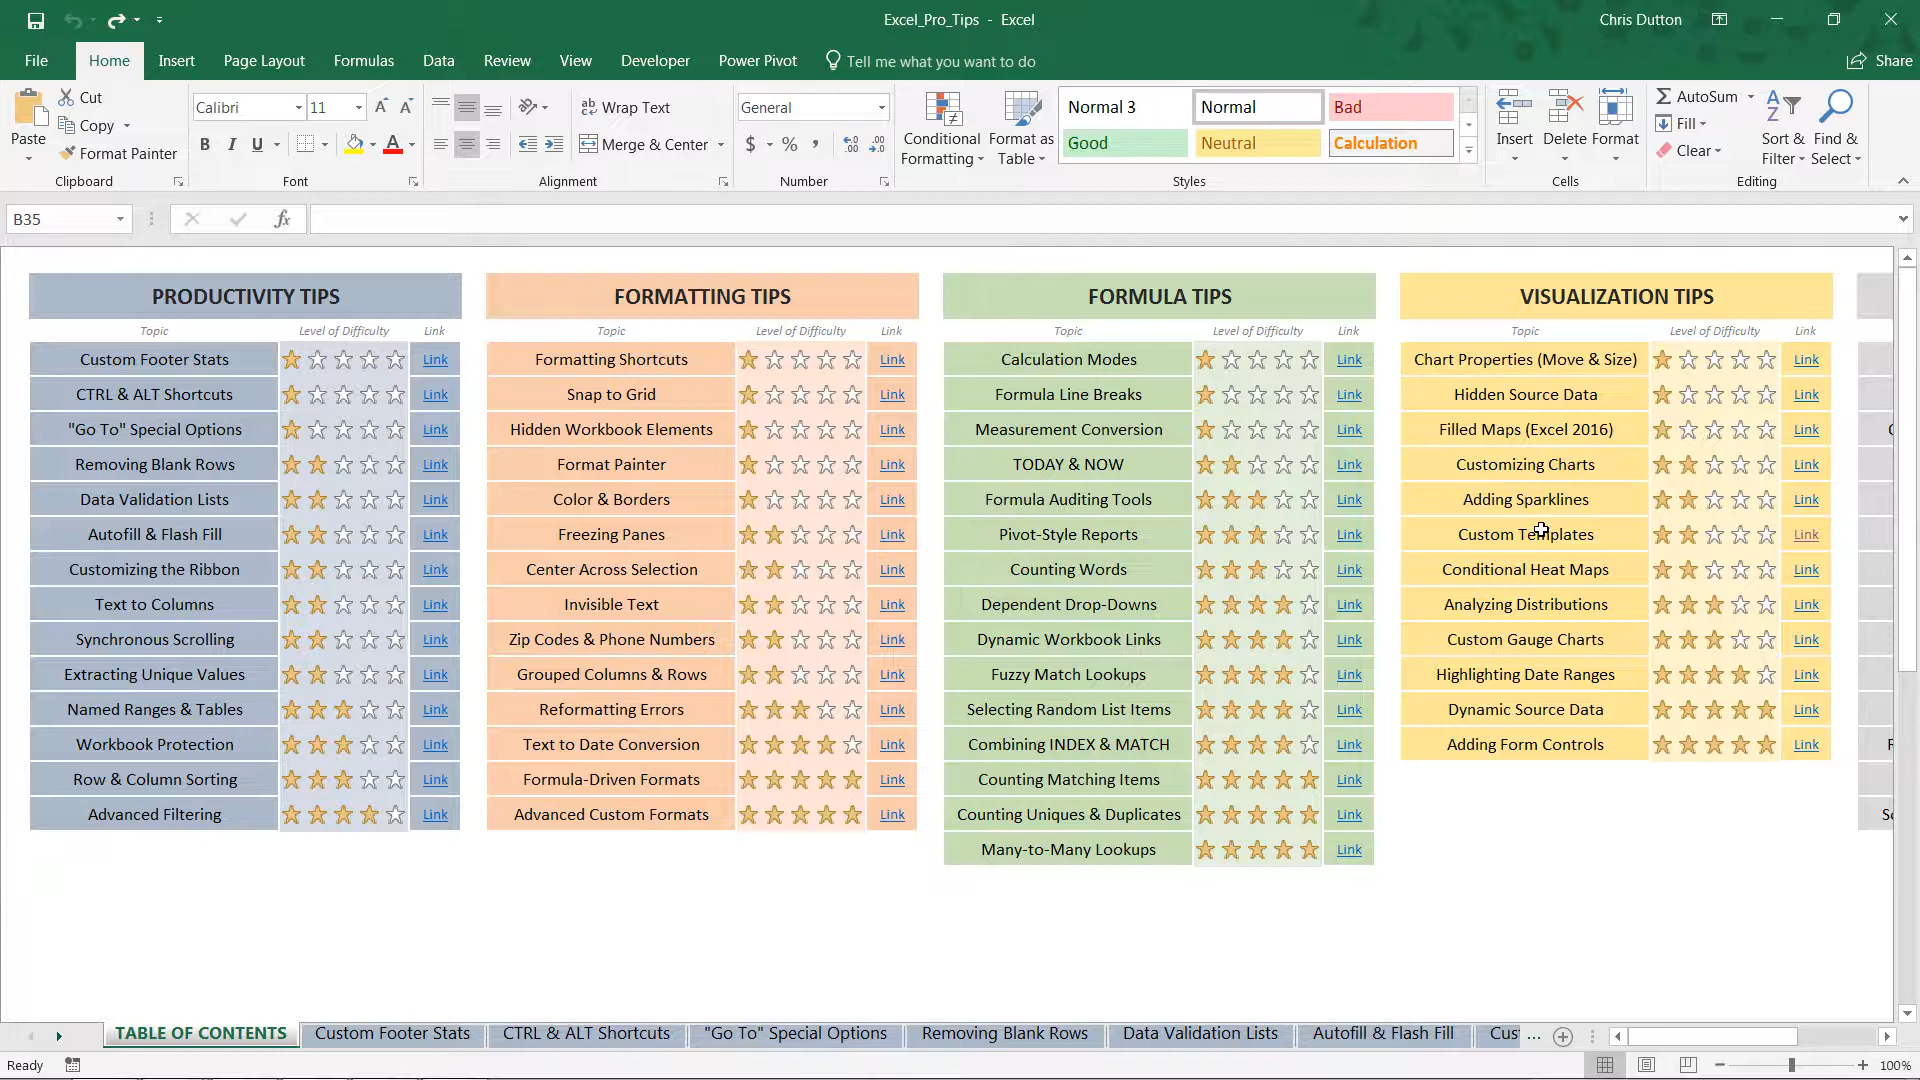 Excel_Pro_Tips - Excel
Chris Dutton
File Home Insert Page Layout Formulas Data Review View Developer Power Pivot Tell me what you want to do Share
Paste
Cut
Copy
Format Painter
Clipboard
Calibri 11
B I U
Font
Wrap Text
Merge & Center
Alignment
General
$ % ,
Number
Conditional
Formatting
Format as
Table
Normal 3 Normal Bad
Good Neutral Calculation
Styles
Insert Delete Format
Cells
AutoSum
Fill
Clear
Sort &
Filter
Find &
Select
Editing
B35
fx
PRODUCTIVITY TIPS
Topic Level of Difficulty Link
Custom Footer Stats Link
CTRL & ALT Shortcuts Link
"Go To" Special Options Link
Removing Blank Rows Link
Data Validation Lists Link
Autofill & Flash Fill Link
Customizing the Ribbon Link
Text to Columns Link
Synchronous Scrolling Link
Extracting Unique Values Link
Named Ranges & Tables Link
Workbook Protection Link
Row & Column Sorting Link
Advanced Filtering Link
FORMATTING TIPS
Topic Level of Difficulty Link
Formatting Shortcuts Link
Snap to Grid Link
Hidden Workbook Elements Link
Format Painter Link
Color & Borders Link
Freezing Panes Link
Center Across Selection Link
Invisible Text Link
Zip Codes & Phone Numbers Link
Grouped Columns & Rows Link
Reformatting Errors Link
Text to Date Conversion Link
Formula-Driven Formats Link
Advanced Custom Formats Link
FORMULA TIPS
Topic Level of Difficulty Link
Calculation Modes Link
Formula Line Breaks Link
Measurement Conversion Link
TODAY & NOW Link
Formula Auditing Tools Link
Pivot-Style Reports Link
Counting Words Link
Dependent Drop-Downs Link
Dynamic Workbook Links Link
Fuzzy Match Lookups Link
Selecting Random List Items Link
Combining INDEX & MATCH Link
Counting Matching Items Link
Counting Uniques & Duplicates Link
Many-to-Many Lookups Link
VISUALIZATION TIPS
Topic Level of Difficulty Link
Chart Properties (Move & Size) Link
Hidden Source Data Link
Filled Maps (Excel 2016) Link
Customizing Charts Link
Adding Sparklines Link
Custom Templates Link
Conditional Heat Maps Link
Analyzing Distributions Link
Custom Gauge Charts Link
Highlighting Date Ranges Link
Dynamic Source Data Link
Adding Form Controls Link
TABLE OF CONTENTS Custom Footer Stats CTRL & ALT Shortcuts "Go To" Special Options Removing Blank Rows Data Validation Lists Autofill & Flash Fill Cus ...
Ready
100%